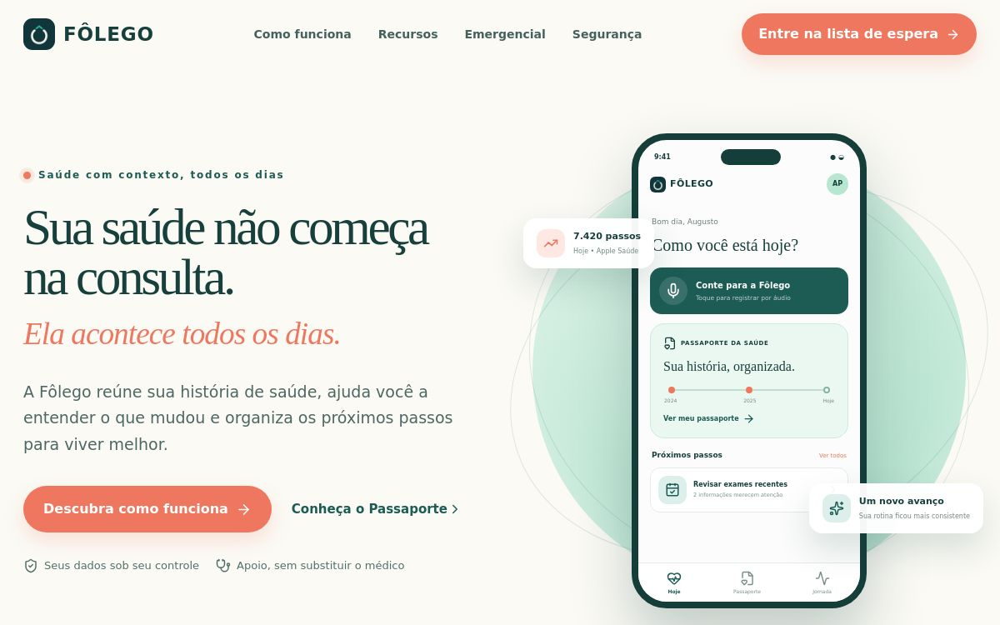 FÔLEGO
Como funciona
Recursos
Emergencial
Segurança
Entre na lista de espera
Saúde com contexto, todos os dias
Sua saúde não começa
na consulta.
Ela acontece todos os dias.
A Fôlego reúne sua história de saúde, ajuda você a
entender o que mudou e organiza os próximos passos
para viver melhor.
Descubra como funciona
Conheça o Passaporte
Seus dados sob seu controle
Apoio, sem substituir o médico
9:41
FÔLEGO
AP
Bom dia, Augusto
Como você está hoje?
7.420 passos
Hoje • Apple Saúde
Conte para a Fôlego
Toque para registrar por áudio
PASSAPORTE DA SAÚDE
Sua história, organizada.
2024
2025
Hoje
Ver meu passaporte
Próximos passos
Ver todos
Revisar exames recentes
2 informações merecem atenção
Um novo avanço
Sua rotina ficou mais consistente
Hoje
Passaporte
Jornada